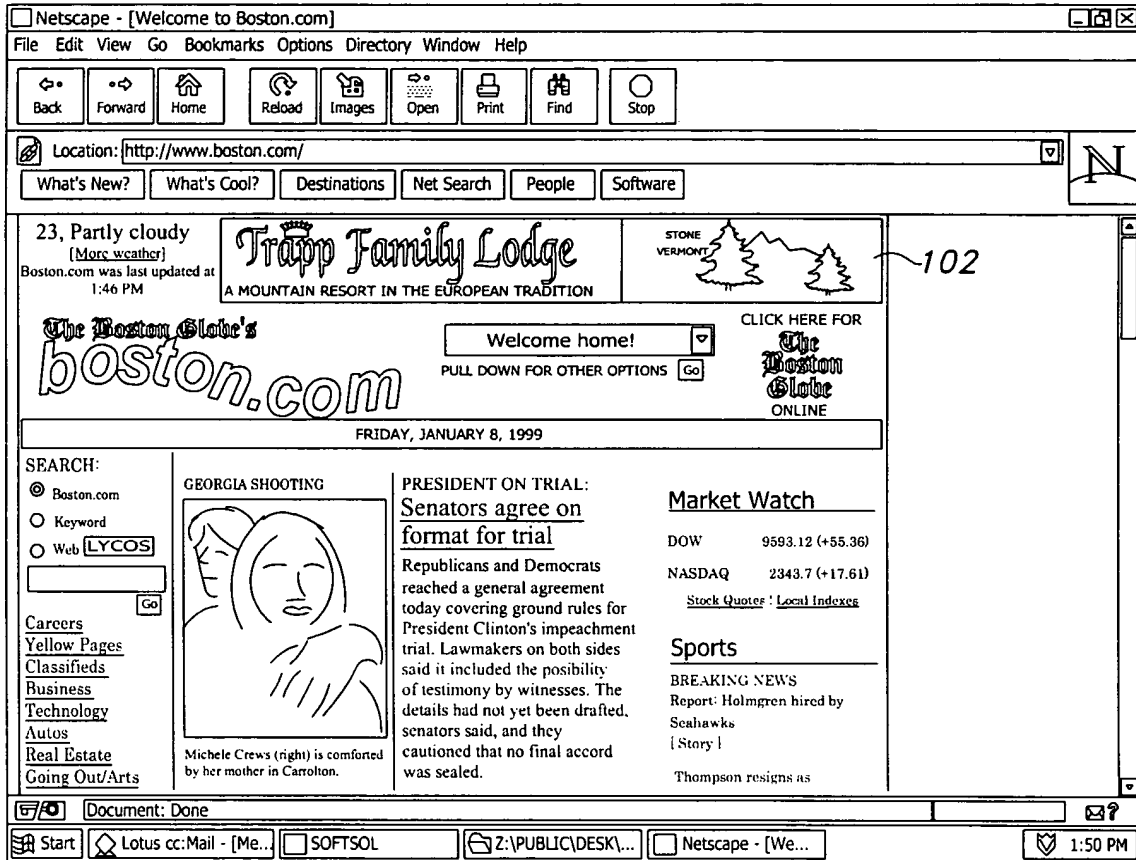 Netscape - [Welcome to Boston.com]
File Edit View Go Bookmarks Options Directory Window Help
Back Forward Home Reload Images Open Print Find Stop
Location: http://www.boston.com/
N
What's New? What's Cool? Destinations Net Search People Software
23, Partly cloudy
[More weather]
Boston.com was last updated at
1:46 PM
Trapp Family Lodge
A MOUNTAIN RESORT IN THE EUROPEAN TRADITION
STONE
VERMONT
102
The Boston Globe's
boston.com
Welcome home!
PULL DOWN FOR OTHER OPTIONS Go
CLICK HERE FOR
The
Boston
Globe
ONLINE
FRIDAY, JANUARY 8, 1999
SEARCH:
Boston.com
Keyword
Web LYCOS
Go
Careers
Yellow Pages
Classifieds
Business
Technology
Autos
Real Estate
Going Out/Arts
GEORGIA SHOOTING
Michele Crews (right) is comforted
by her mother in Carrolton.
PRESIDENT ON TRIAL:
Senators agree on
format for trial
Republicans and Democrats
reached a general agreement
today covering ground rules for
President Clinton's impeachment
trial. Lawmakers on both sides
said it included the posibility
of testimony by witnesses. The
details had not yet been drafted,
senators said, and they
cautioned that no final accord
was sealed.
Market Watch
DOW 9593.12 (+55.36)
NASDAQ 2343.7 (+17.61)
Stock Quotes ! Local Indexes
Sports
BREAKING NEWS
Report: Holmgren hired by
Seahawks
[ Story ]
Thompson resigns as
Document: Done
?
Start Lotus cc:Mail - [Me... SOFTSOL Z:\PUBLIC\DESK\... Netscape - [We... 1:50 PM